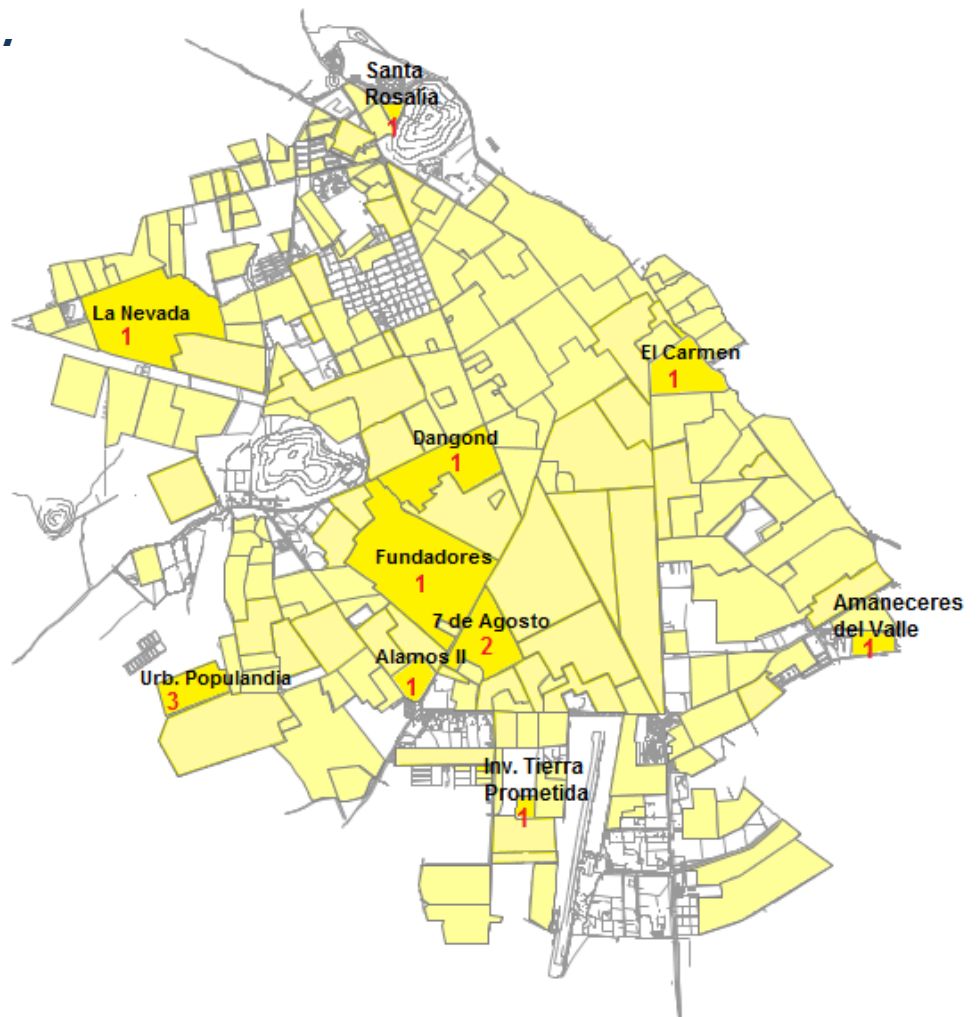 Santa
Rosalía
1
La Nevada
1
El Carmen
1
Dangond
1
Fundadores
1
7 de Agosto
2
Amaneceres
del Valle
1
Alamos II
1
Urb. Populandia
3
Inv. Tierra
Prometida
1